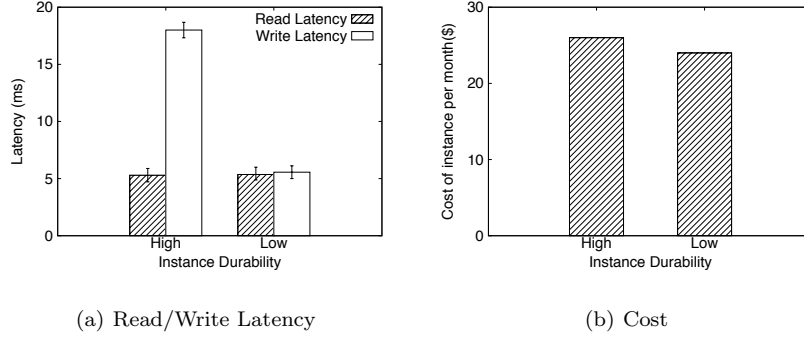 20
15
10
5
0
Latency (ms)
Read Latency
Write Latency
High
Low
Instance Durability
(a) Read/Write Latency
30
20
10
0
Cost of instance per month($)
High
Low
Instance Durability
(b) Cost